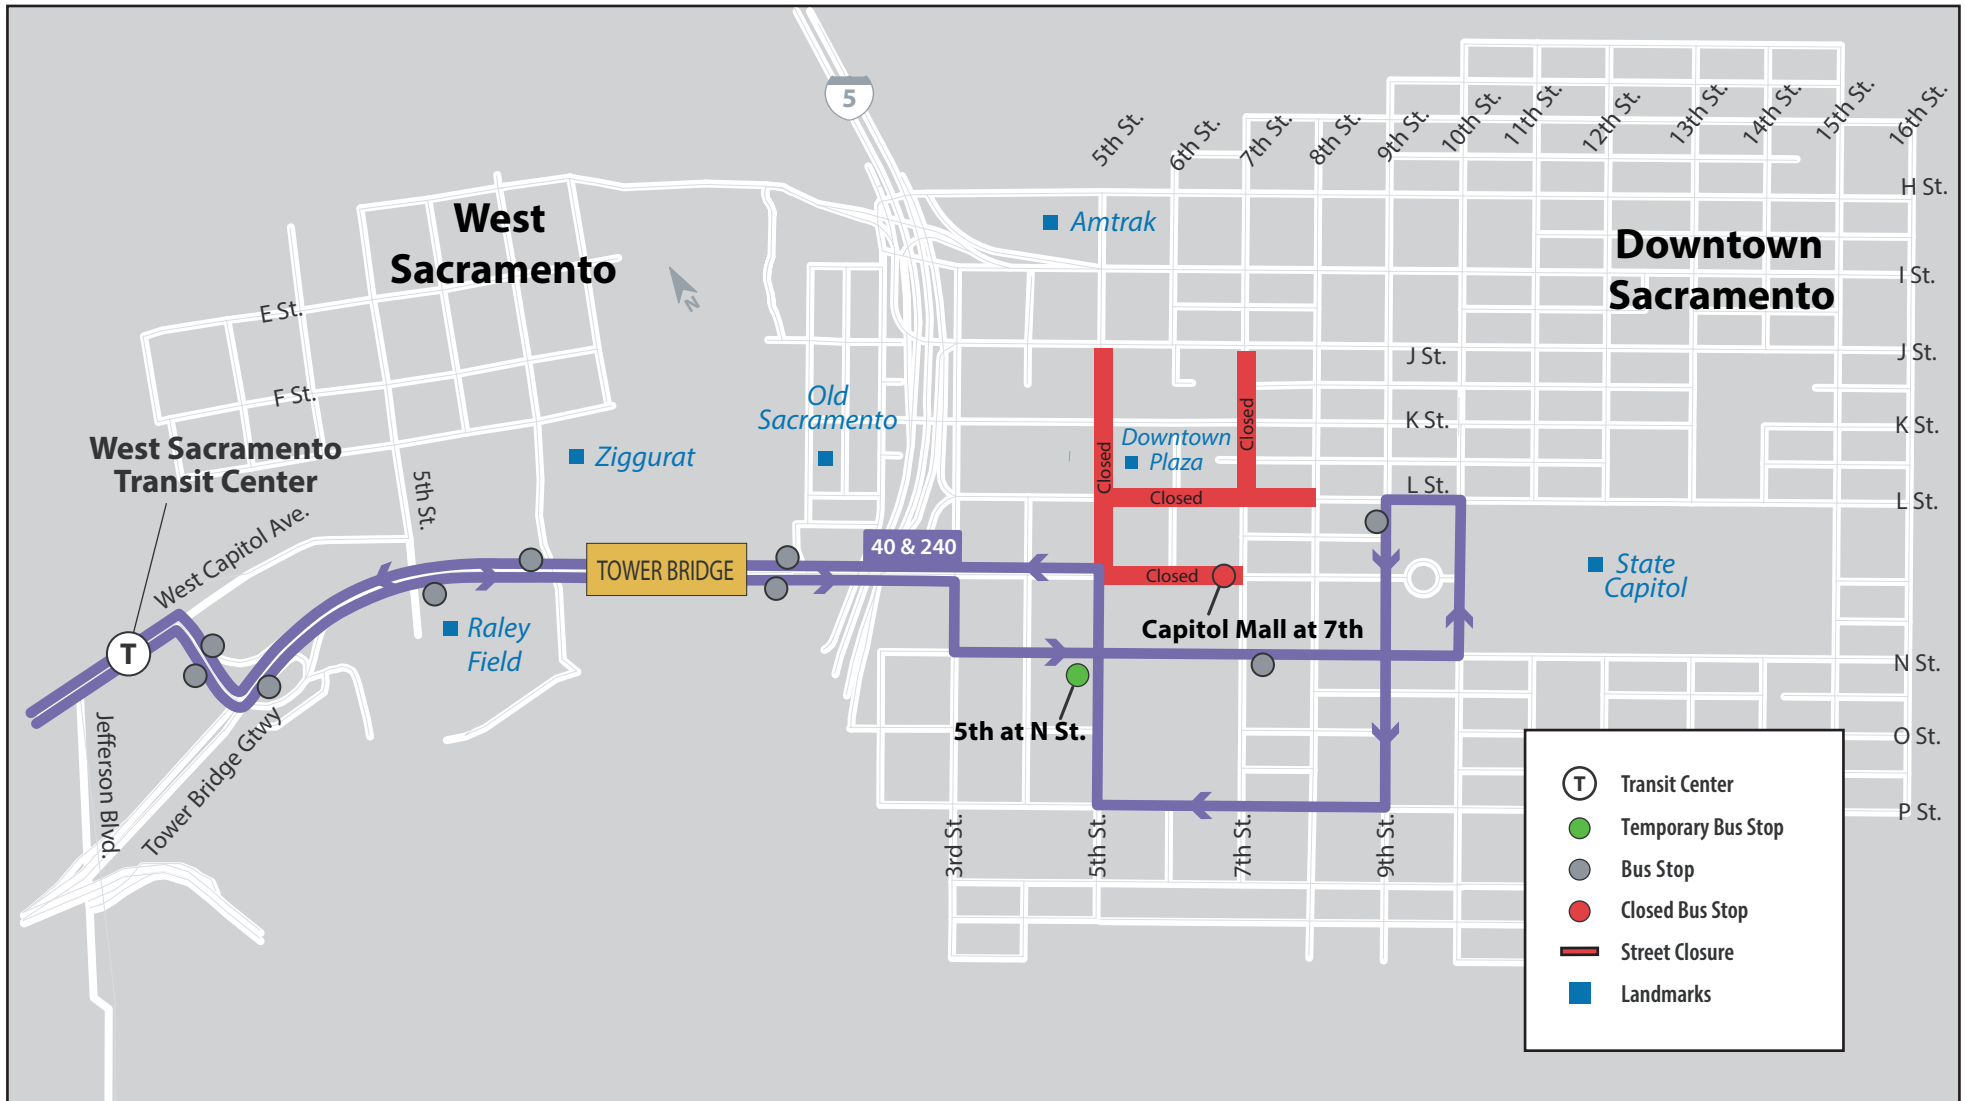 5
5th St.
6th St.
7th St.
8th St.
9th St.
10th St.
11th St.
12th St.
13th St.
14th St.
15th St.
16th St.
H St.
West
Sacramento
Amtrak
Downtown
Sacramento
I St.
N
E St.
J St.
J St.
F St.
Old
Sacramento
K St.
K St.
Closed
Closed
Downtown
Plaza
West Sacramento
Transit Center
Ziggurat
5th St.
L St.
L St.
Closed
West Capitol Ave.
40 & 240
TOWER BRIDGE
Closed
State
Capitol
T
Raley
Field
Capitol Mall at 7th
N St.
5th at N St.
O St.
Jefferson Blvd.
Tower Bridge Gtwy
P St.
3rd St.
5th St.
7th St.
9th St.
T Transit Center
Temporary Bus Stop
Bus Stop
Closed Bus Stop
Street Closure
Landmarks